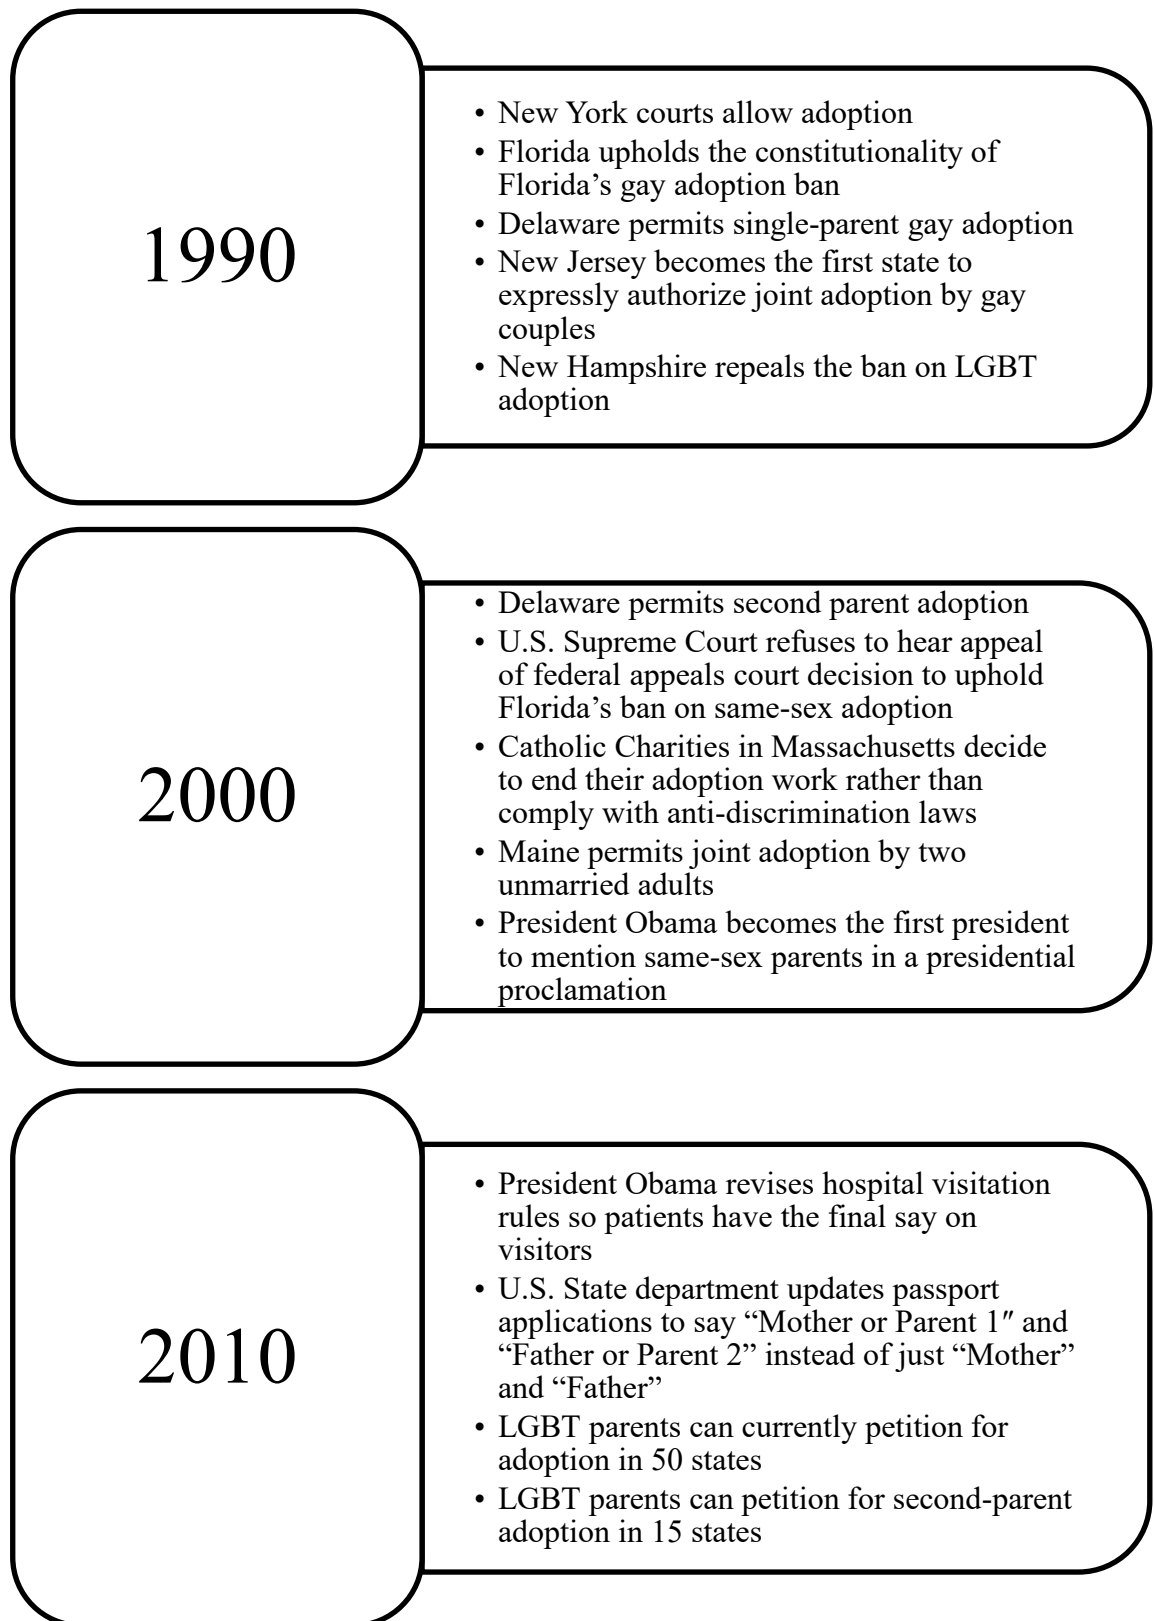 1990
• New York courts allow adoption
• Florida upholds the constitutionality of
Florida’s gay adoption ban
• Delaware permits single-parent gay adoption
• New Jersey becomes the first state to
expressly authorize joint adoption by gay
couples
• New Hampshire repeals the ban on LGBT
adoption
2000
• Delaware permits second parent adoption
• U.S. Supreme Court refuses to hear appeal
of federal appeals court decision to uphold
Florida’s ban on same-sex adoption
• Catholic Charities in Massachusetts decide
to end their adoption work rather than
comply with anti-discrimination laws
• Maine permits joint adoption by two
unmarried adults
• President Obama becomes the first president
to mention same-sex parents in a presidential
proclamation
2010
• President Obama revises hospital visitation
rules so patients have the final say on
visitors
• U.S. State department updates passport
applications to say “Mother or Parent 1″ and
“Father or Parent 2” instead of just “Mother”
and “Father”
• LGBT parents can currently petition for
adoption in 50 states
• LGBT parents can petition for second-parent
adoption in 15 states